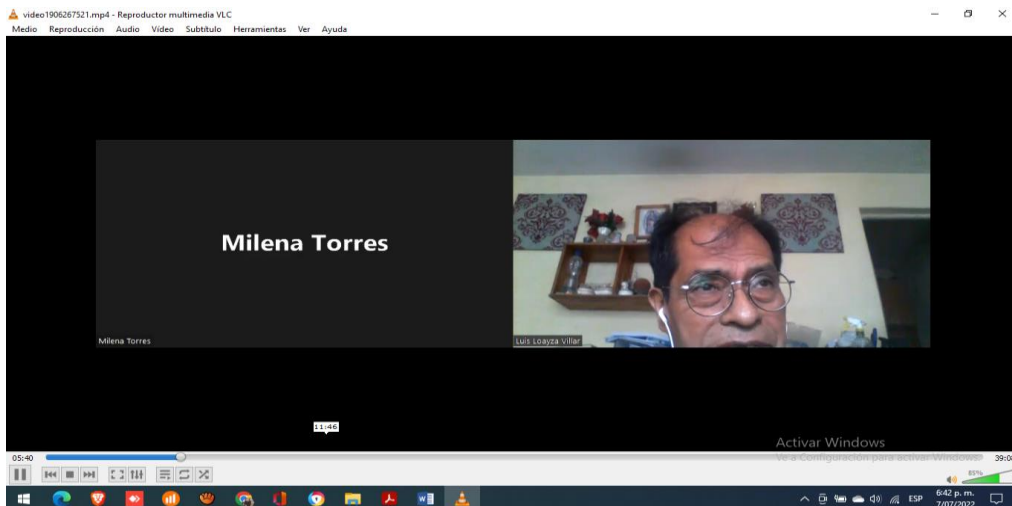 video1906267521.mp4 - Reproductor multimedia VLC
Medio Reproducción Audio Vídeo Subtítulo Herramientas Ver Ayuda
Milena Torres
Milena Torres
Luis Loayza Villar
11:46
Activar Windows
Ve a Configuración para activar Windows.
05:40
39:08
85%
ESP
6:42 p. m.
7/07/2022